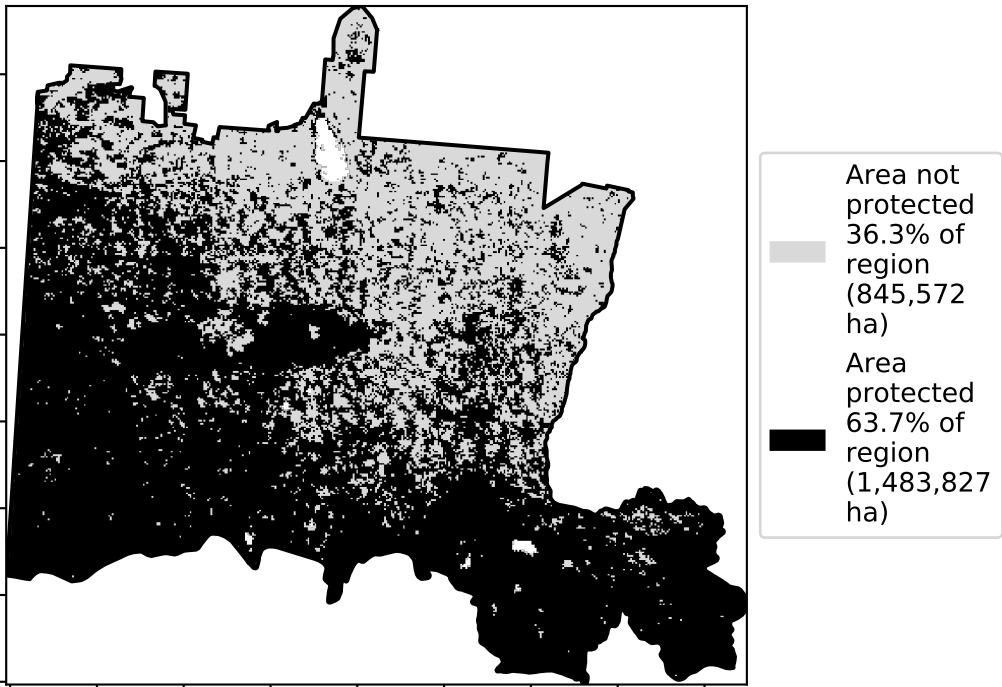 Area not
protected
36.3% of
region
(845,572
ha)
Area
protected
63.7% of
region
(1,483,827
ha)